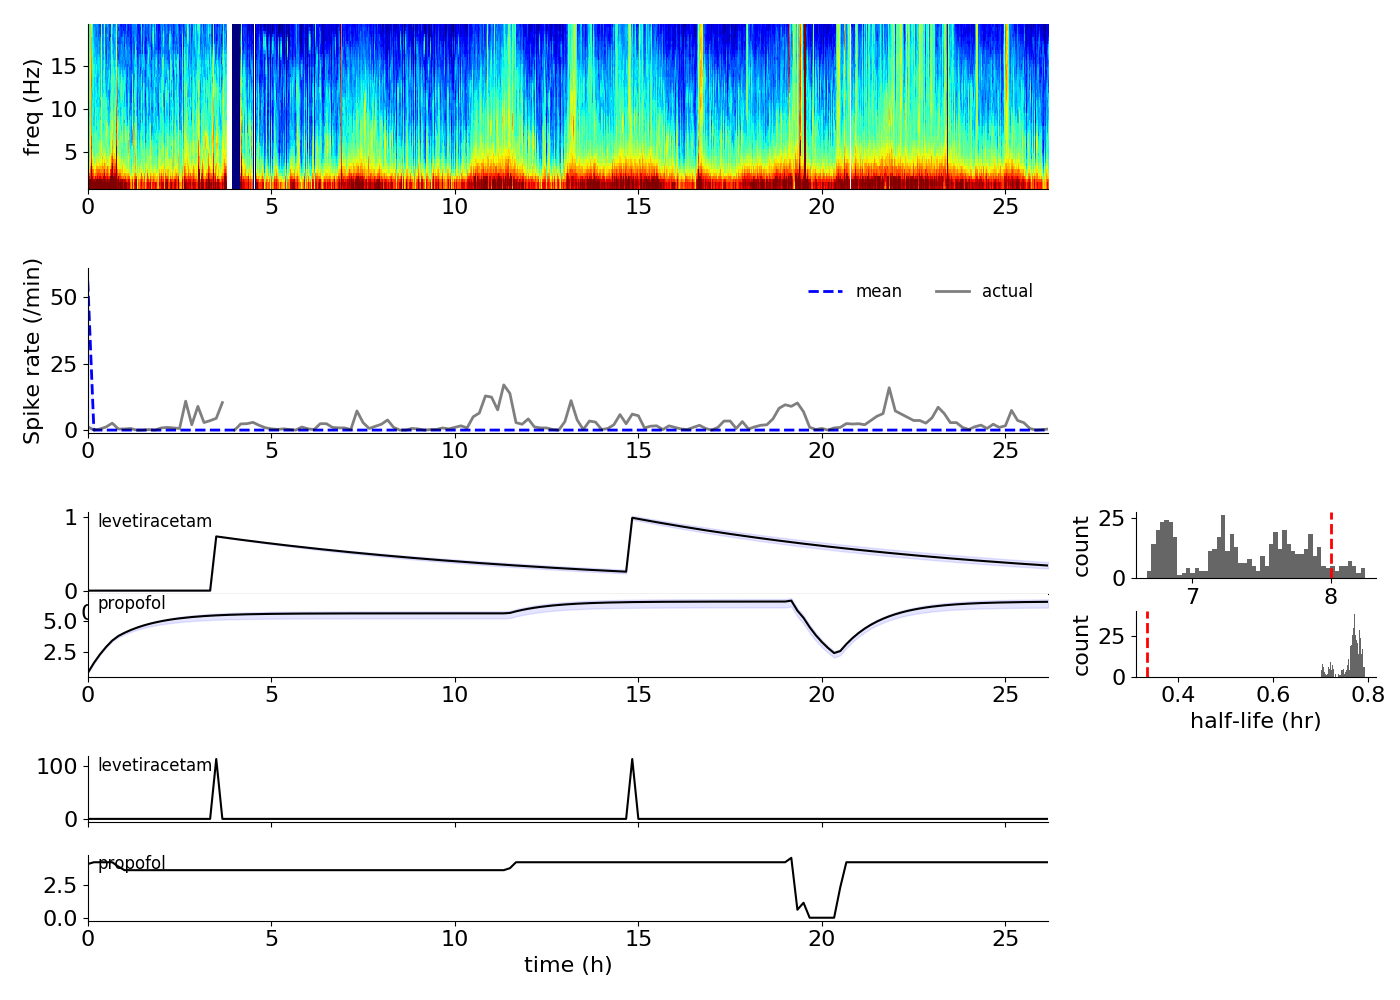 freq (Hz)
15
10
5
0 5 10 15 20 25
Spike rate (/min)
50
25
0
mean actual
0 5 10 15 20 25
levetiracetam
1
0
0
propofol
5.0
2.5
0 5 10 15 20 25
count
25
0
7 8
count
25
0
0.4 0.6 0.8
half-life (hr)
levetiracetam
100
0
propofol
2.5
0.0
0 5 10 15 20 25
time (h)